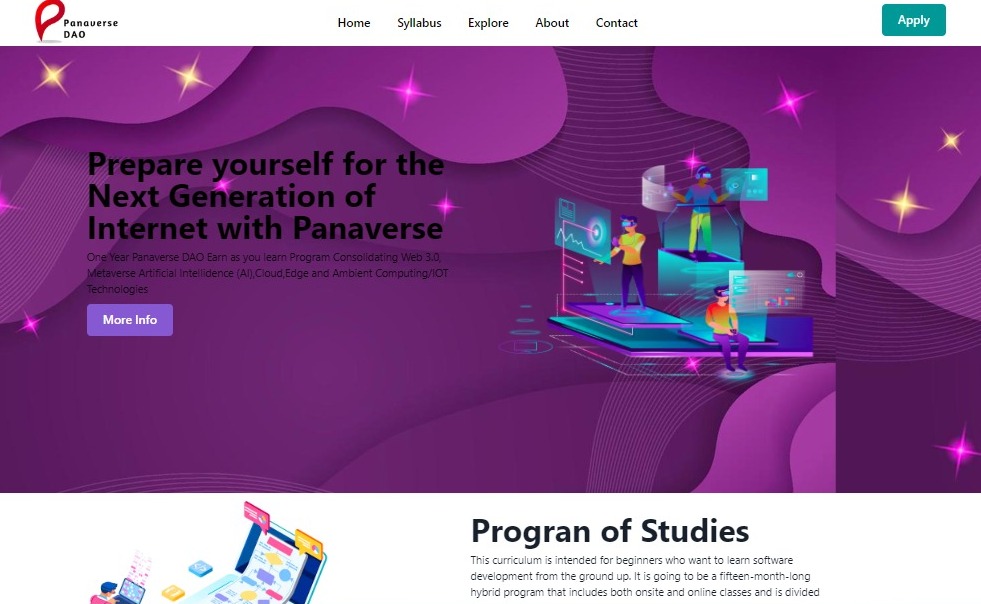 Panaverse
DAO
Home Syllabus Explore About Contact
Apply
Prepare yourself for the
Next Generation of
Internet with Panaverse
One Year Panaverse DAO Earn as you learn Program Consolidating Web 3.0,
Metaverse Artificial Inteilidence (AI),Cloud,Edge and Ambient Computing/IOT
Technologies
More Info
Progran of Studies
This curriculum is intended for beginners who want to learn software
development from the ground up. It is going to be a fifteen-month-long
hybrid program that includes both onsite and online classes and is divided